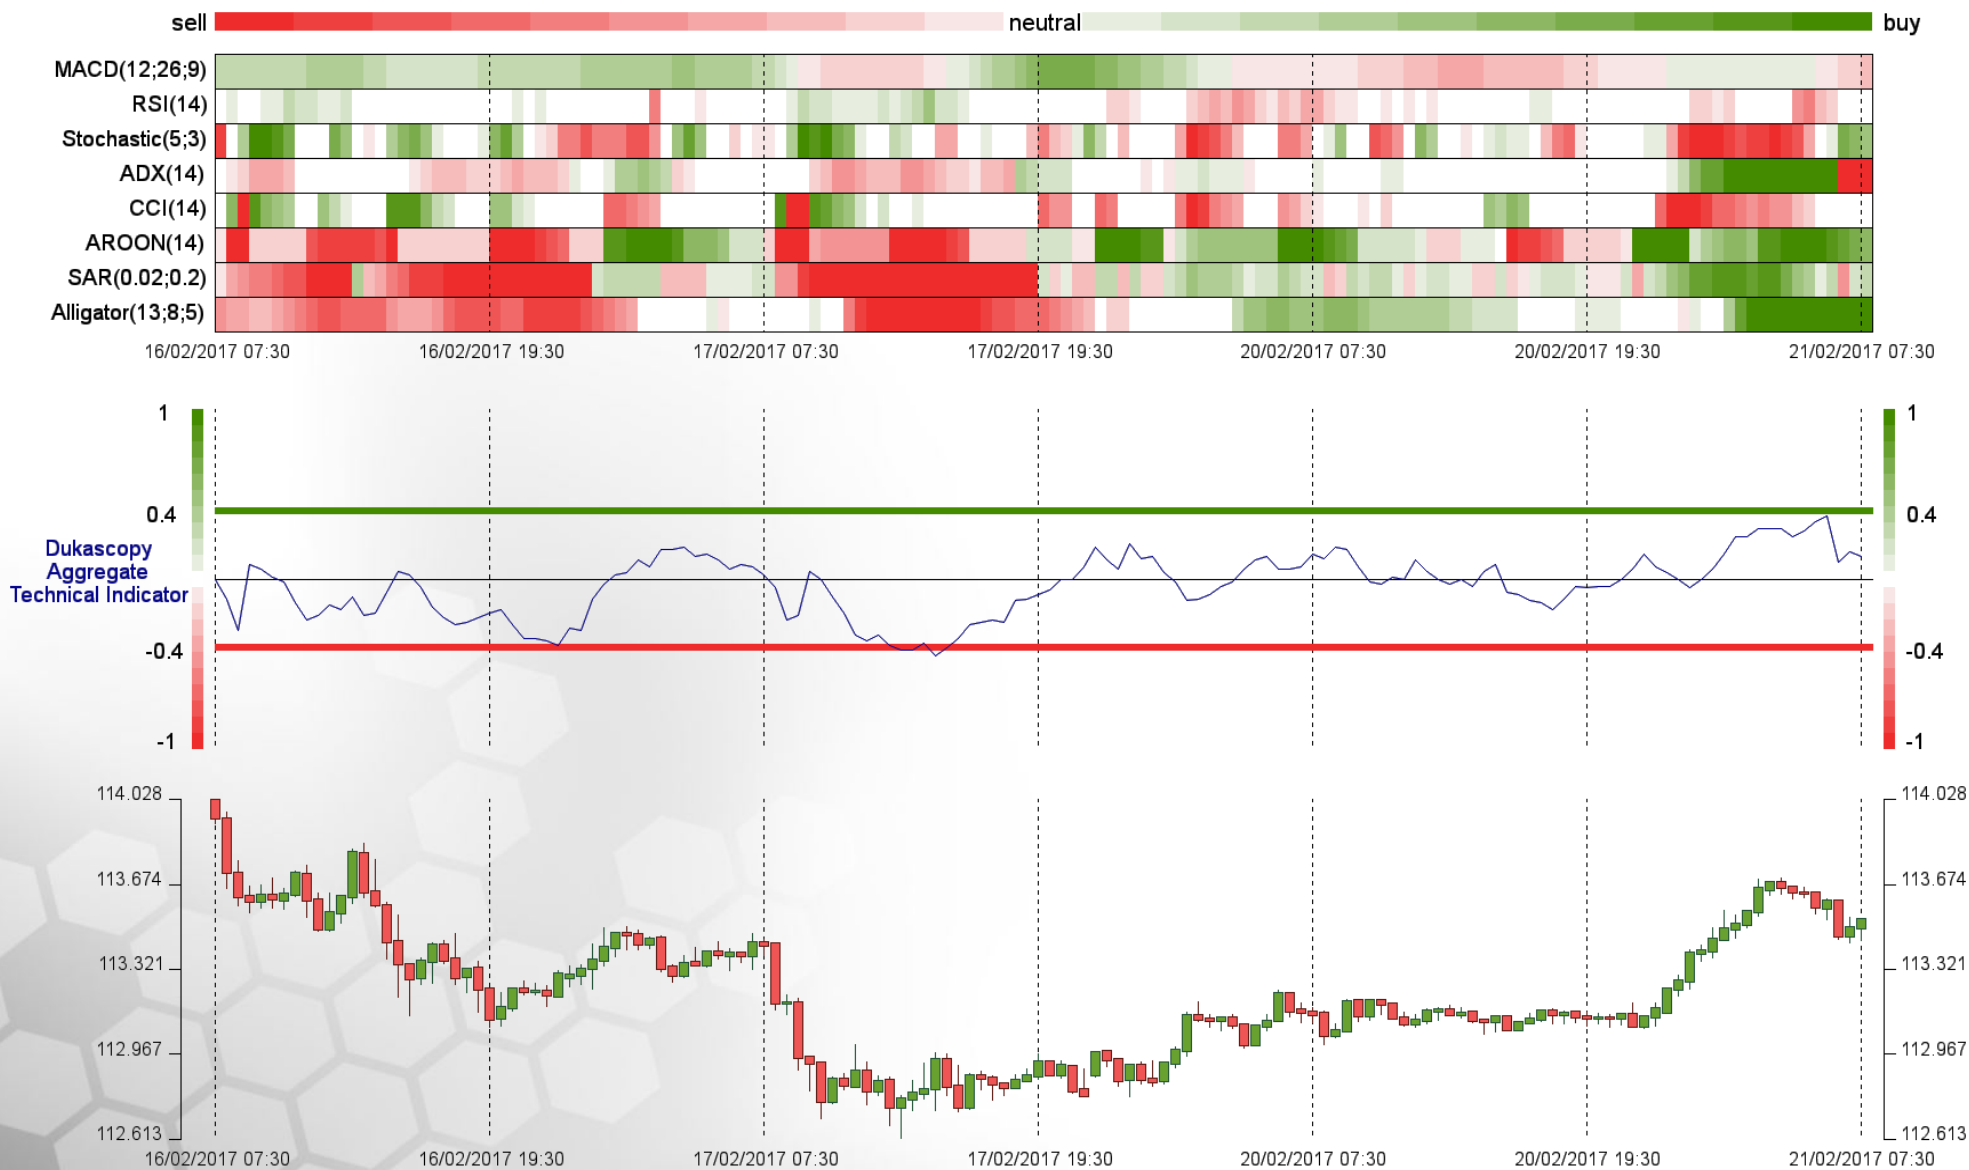 sell neutral buy
MACD(12;26;9)
RSI(14)
Stochastic(5;3)
ADX(14)
CCI(14)
AROON(14)
SAR(0.02;0.2)
Alligator(13;8;5)
16/02/2017 07:30 16/02/2017 19:30 17/02/2017 07:30 17/02/2017 19:30 20/02/2017 07:30 20/02/2017 19:30 21/02/2017 07:30
1 1
0.4 0.4
Dukascopy
Aggregate
Technical Indicator
-0.4 -0.4
-1 -1
114.028 114.028
113.674 113.674
113.321 113.321
112.967 112.967
112.613 112.613
16/02/2017 07:30 16/02/2017 19:30 17/02/2017 07:30 17/02/2017 19:30 20/02/2017 07:30 20/02/2017 19:30 21/02/2017 07:30